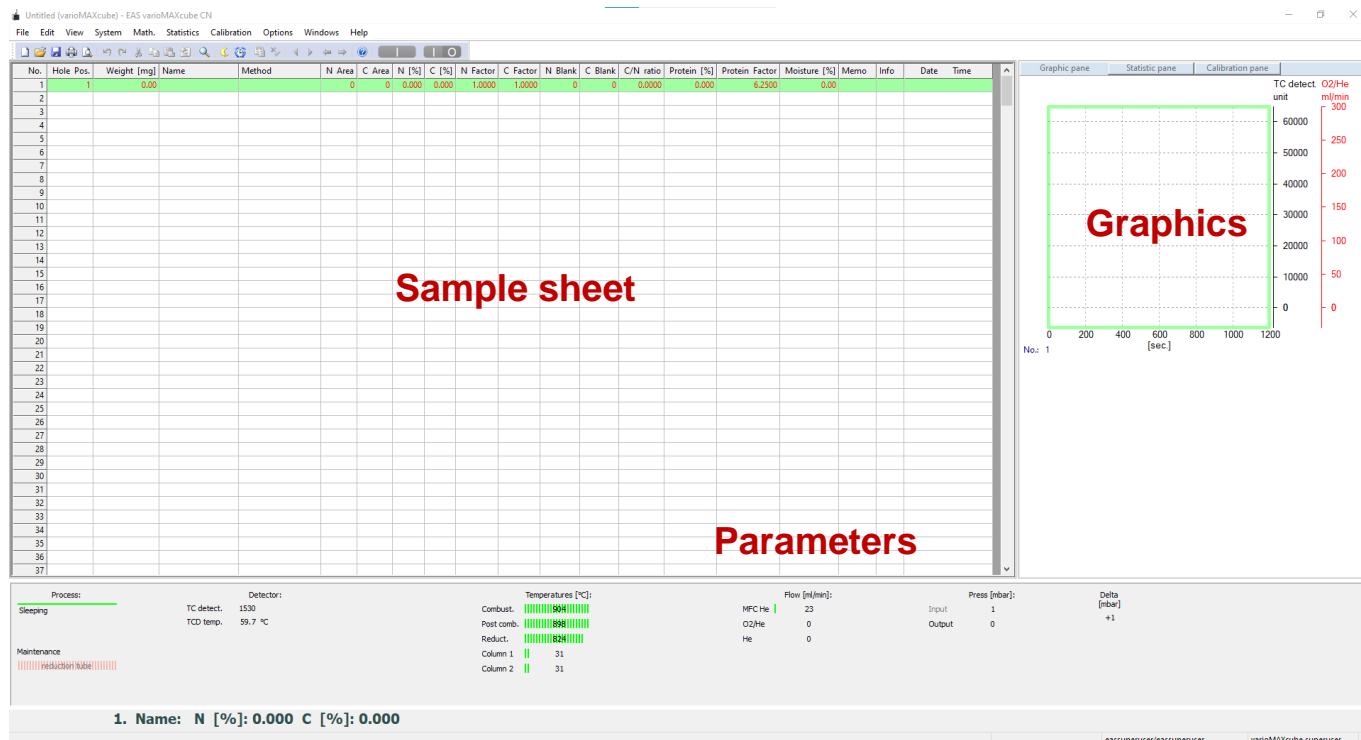 Untitled (varioMAXcube) - EAS varioMAXcube CN
File Edit View System Math. Statistics Calibration Options Windows Help
No. Hole Pos. Weight [mg] Name Method N Area C Area N [%] C [%] N Factor C Factor N Blank C Blank C/N ratio Protein [%] Protein Factor Moisture [%] Memo Info Date Time
1 1 0.00 0 0 0.000 0.000 1.0000 1.0000 0 0 0.0000 0.000 6.2500 0.00
2
3
4
5
6
7
8
9
10
11
12
13
14
15
16
17
18
19
20
21
22
23
24
25
26
27
28
29
30
31
32
33
34
35
36
37
Sample sheet
Parameters
Graphic pane Statistic pane Calibration pane
TC detect. O2/He
unit ml/min
300
60000
250
50000
200
40000
150
30000
100
20000
50
10000
0 0
Graphics
0 200 400 600 800 1000 1200
[sec.]
No.: 1
Process: Detector: Temperatures [°C]: Flow [ml/min]: Press [mbar]: Delta
[mbar]
Sleeping TC detect. 1530 Combust. 904 MFC He 23 Input 1
TCD temp. 59.7 °C Post comb. 898 O2/He 0 Output 0 +1
Reduct. 824 He 0
Maintenance Column 1 31
reduction tube Column 2 31
1. Name: N [%]: 0.000 C [%]: 0.000